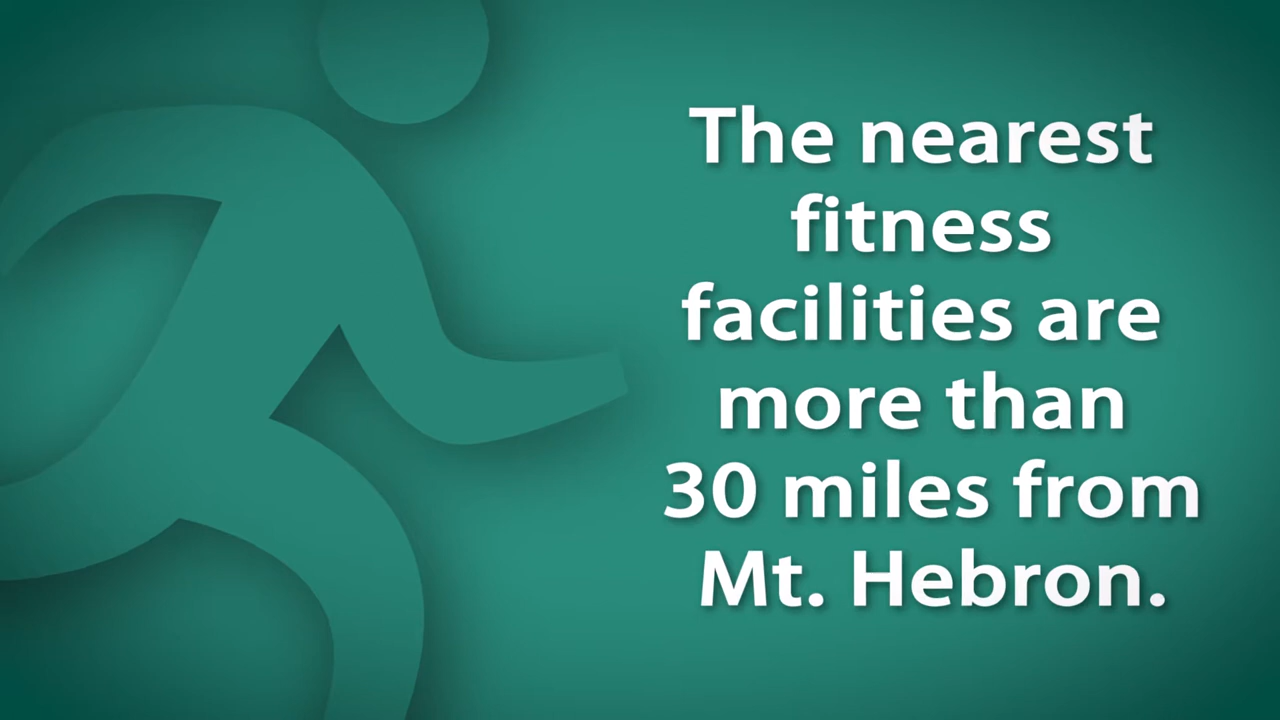 The nearest
fitness
facilities are
more than
30 miles from
Mt. Hebron.